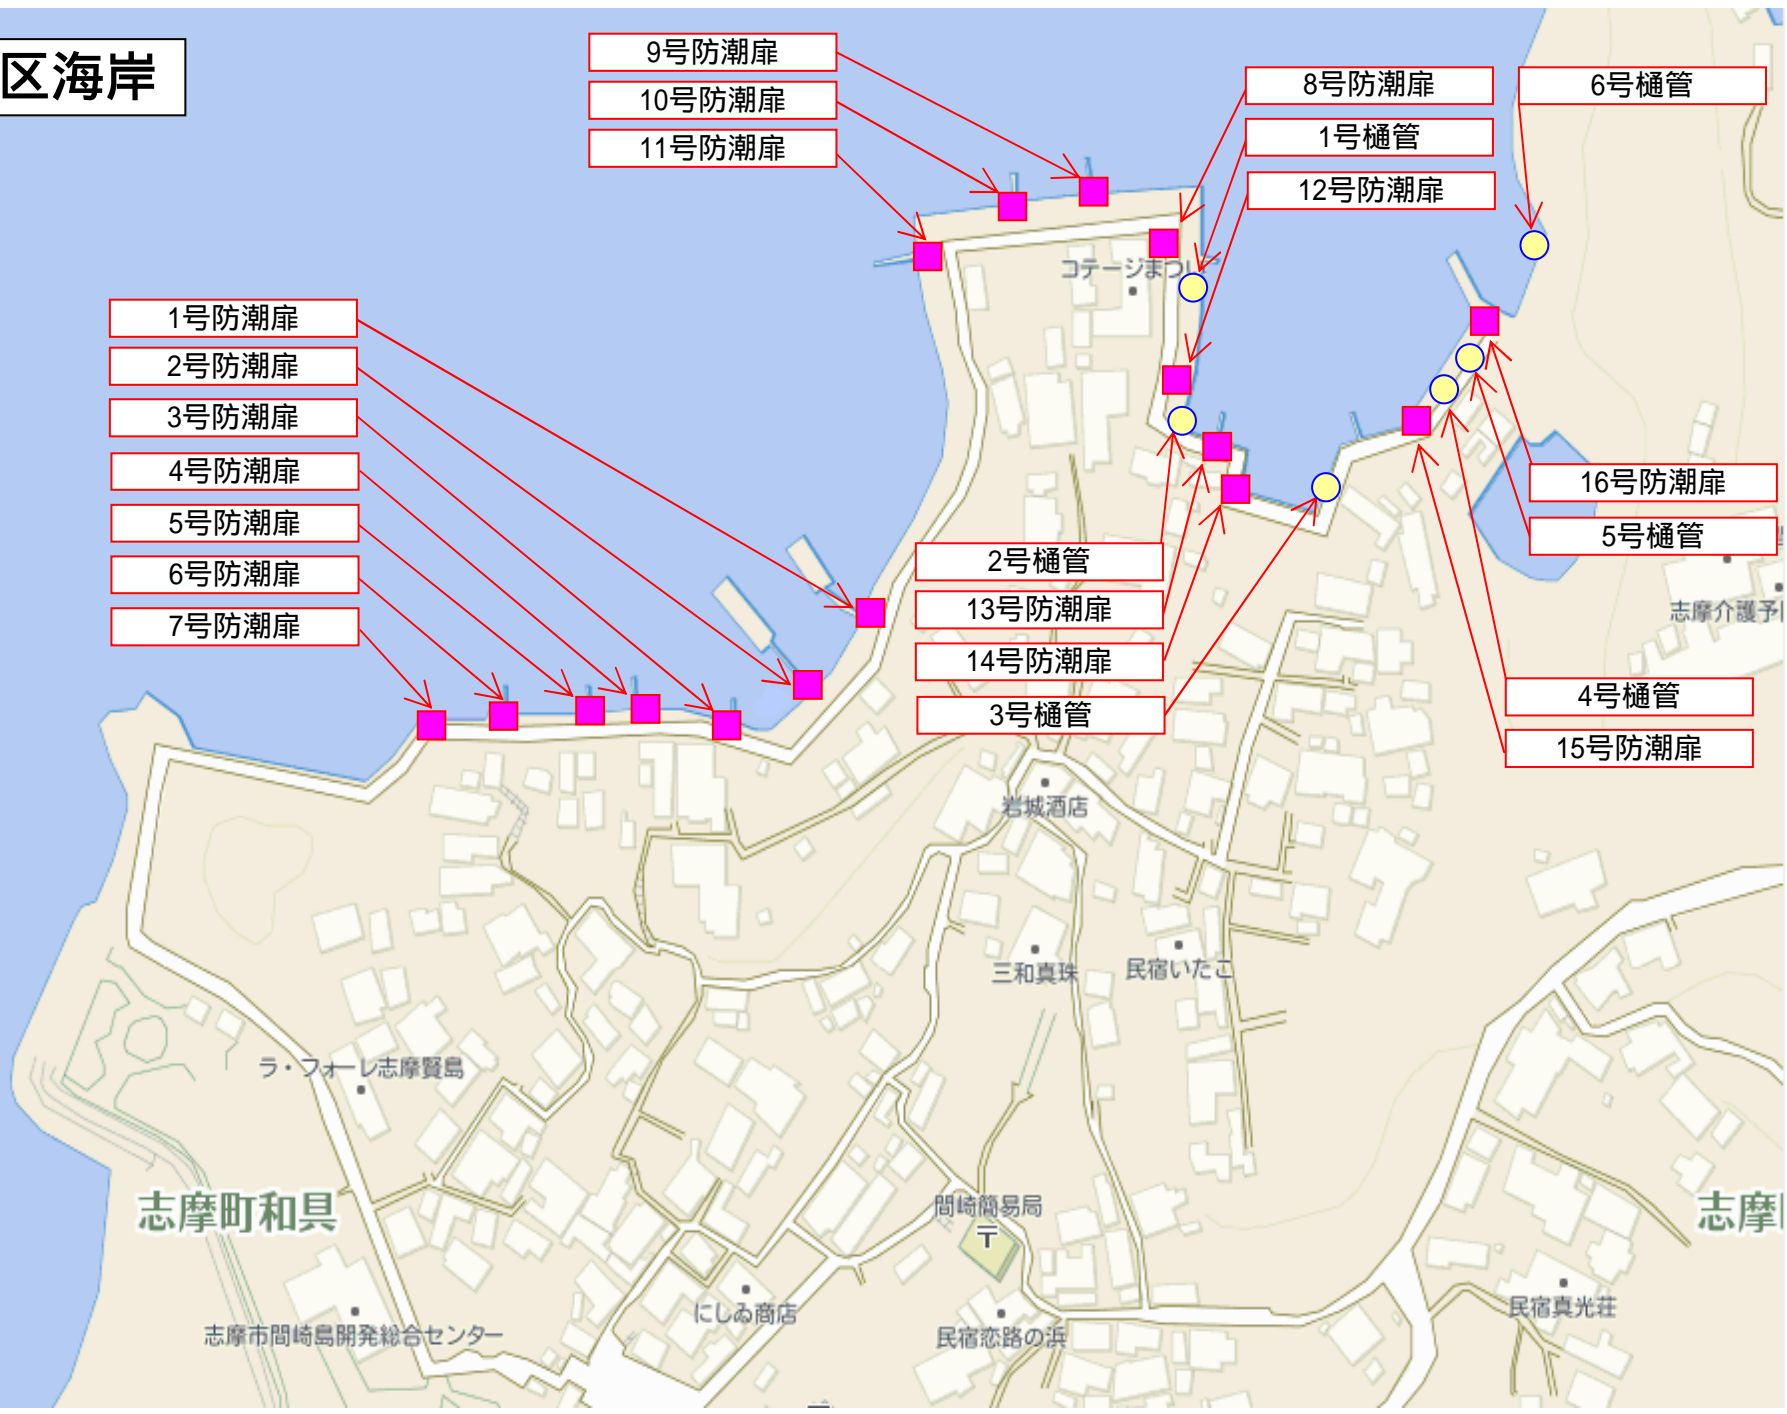 区海岸
9号防潮扉
10号防潮扉
11号防潮扉
8号防潮扉
1号樋管
12号防潮扉
6号樋管
コテージまつい
1号防潮扉
2号防潮扉
3号防潮扉
4号防潮扉
5号防潮扉
6号防潮扉
7号防潮扉
2号樋管
13号防潮扉
14号防潮扉
3号樋管
16号防潮扉
5号樋管
志摩介護予
4号樋管
15号防潮扉
岩城酒店
三和真珠
民宿いたこ
ラ・フォーレ志摩賢島
志摩町和具
間崎簡易局
志摩
にしゐ商店
民宿恋路の浜
民宿真光荘
志摩市間崎島開発総合センター